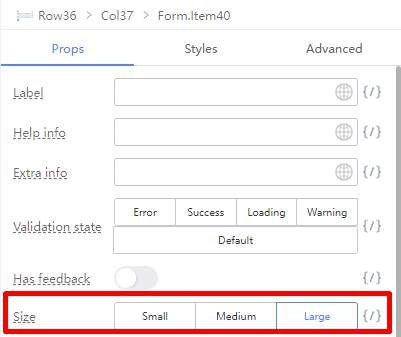 Row36 > Col37 > Form.Item40
Props Styles Advanced
Label {/}
Help info {/}
Extra info {/}
Error Success Loading Warning
Validation state {/}
Default
Has feedback {/}
Size Small Medium Large {/}